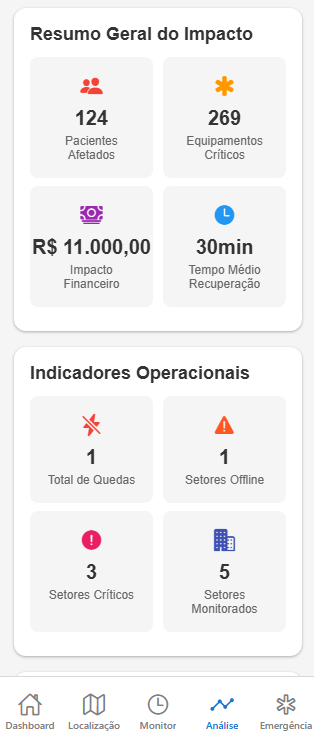 Resumo Geral do Impacto
124
Pacientes
Afetados
269
Equipamentos
Críticos
R$ 11.000,00
Impacto
Financeiro
30min
Tempo Médio
Recuperação
Indicadores Operacionais
1
Total de Quedas
1
Setores Offline
3
Setores Críticos
5
Setores
Monitorados
Dashboard
Localização
Monitor
Análise
Emergência